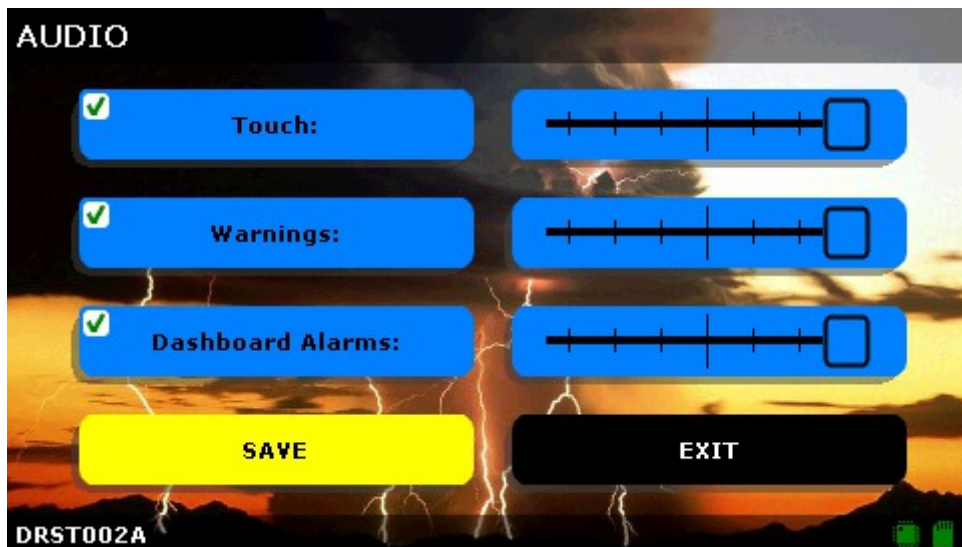 AUDIO
Touch:
Warnings:
Dashboard Alarms:
SAVE
EXIT
DRST002A